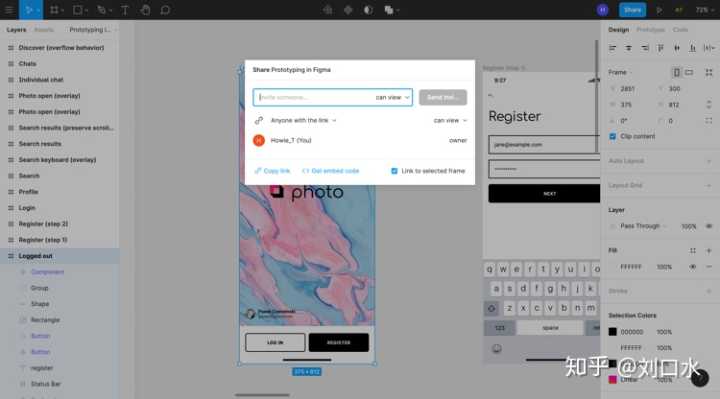 H
Share
A?
72%
Layers
Assets
Prototyping I...
Discover (overflow behavior)
Chats
Individual chat
Photo open (overlay)
Photo open (overlay)
Search results (preserve scroll...
Search results
Search keyboard (overlay)
Search
Profile
Login
Register (step 2)
Register (step 1)
Logged out
Component
Group
Shape
Rectangle
Button
Button
register
Status Bar
Share Prototyping in Figma
Invite someone...
can view
Send Invi...
Anyone with the link
can view
H
Howie_T (You)
owner
Copy link
Get embed code
Link to selected frame
photo
LOG IN
REGISTER
375 × 812
Register (step 1)
9:07
Register
jane@example.com
NEXT
q w e r t y u i o
a s d f g h j k
z x c v b n m
123
space
Design
Prototype
Code
Frame
X
2851
Y
300
W
375
H
812
0°
0
Clip content
Auto Layout
Layout Grid
Layer
Pass Through
100%
Fill
FFFFFF
100%
Stroke
Selection Colors
000000
100%
FFFFFF
100%
100%
Linear
100%
知乎 @刘口水